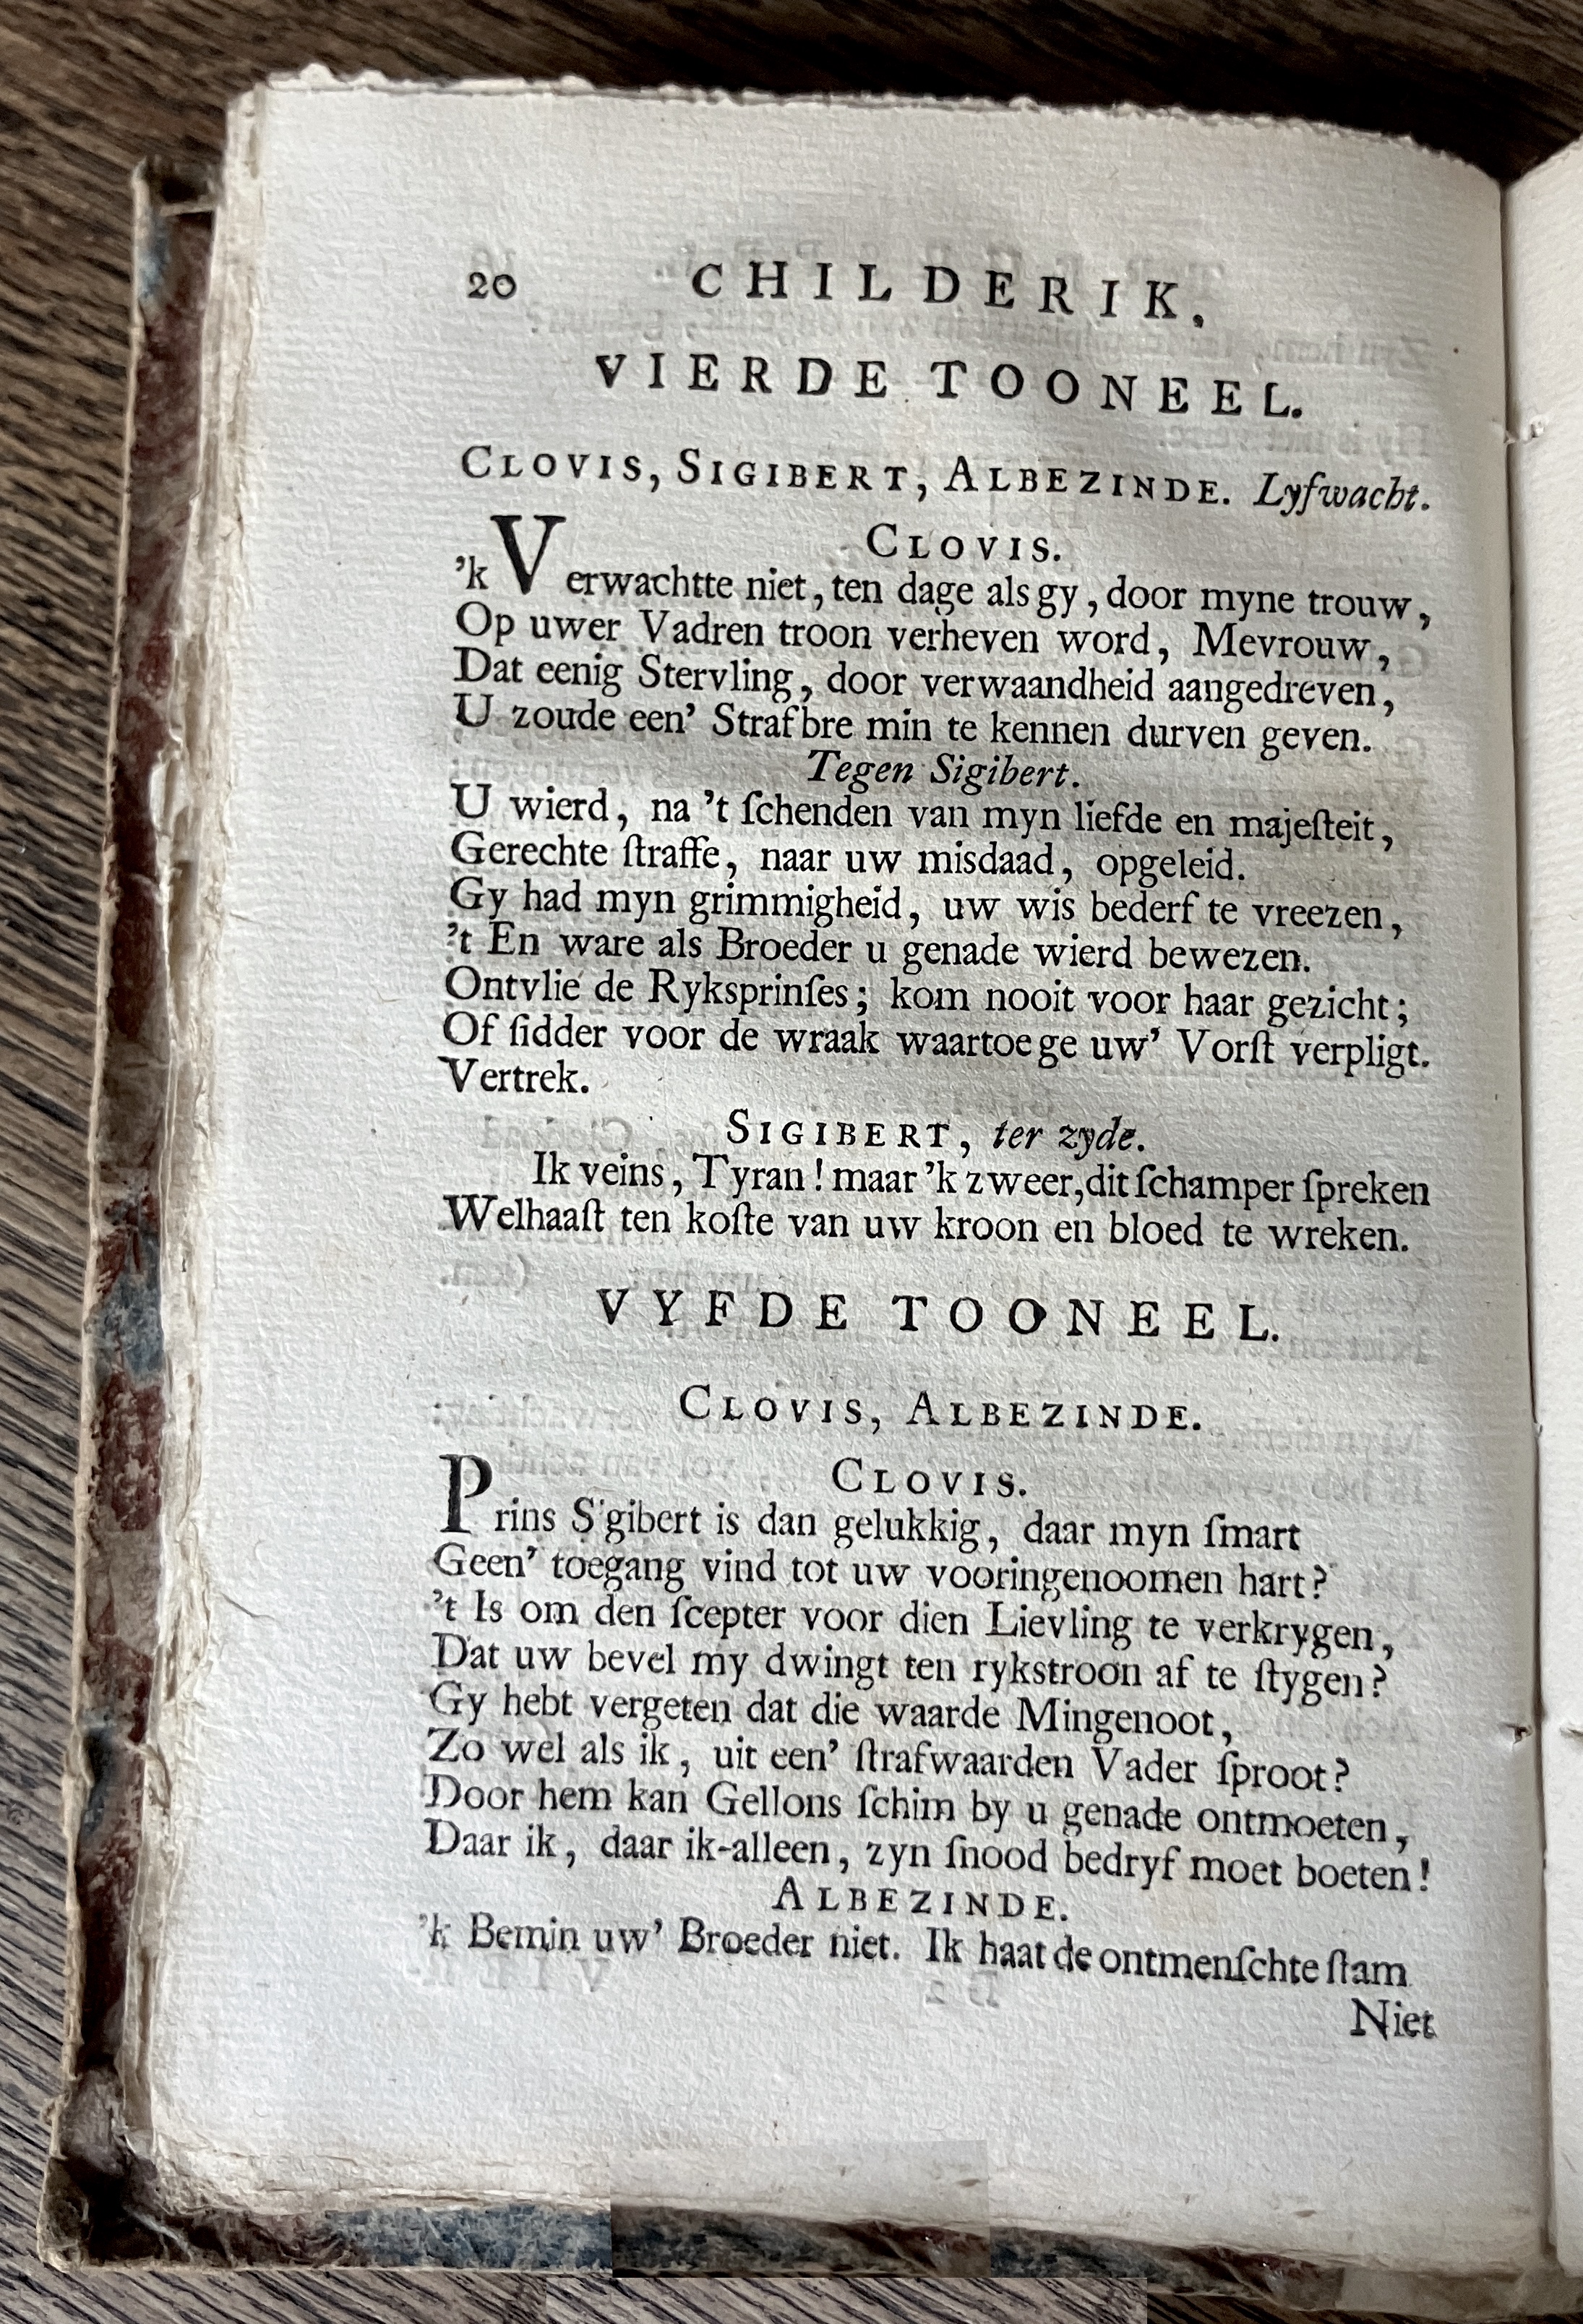 20 CHILDERIK,
VIERDE TOONEEL.
CLOVIS, SIGIBERT, ALBEZINDE. Lyfwacht.
CLOVIS.
'k Verwachtte niet, ten dage als gy, door myne trouw,
Op uwer Vadren troon verheven word, Mevrouw,
Dat eenig Stervling, door verwaandheid aangedreven,
U zoude een' Strafbre min te kennen durven geven.
Tegen Sigibert.
U wierd, na 't ſchenden van myn liefde en majeſteit,
Gerechte ſtraffe, naar uw misdaad, opgeleid.
Gy had myn grimmigheid, uw wis bederf te vreezen,
't En ware als Broeder u genade wierd bewezen.
Ontvlie de Ryksprinſes; kom nooit voor haar gezicht;
Of ſidder voor de wraak waartoe ge uw' Vorſt verpligt.
Vertrek.
SIGIBERT, ter zyde.
Ik veins, Tyran! maar 'k zweer, dit ſchamper ſpreken
Welhaaſt ten koſte van uw kroon en bloed te wreken.
VYFDE TOONEEL.
CLOVIS, ALBEZINDE.
CLOVIS.
Prins S'gibert is dan gelukkig, daar myn ſmart
Geen' toegang vind tot uw vooringenoomen hart?
't Is om den ſcepter voor dien Lievling te verkrygen,
Dat uw bevel my dwingt ten rykstroon af te ſtygen?
Gy hebt vergeten dat die waarde Mingenoot,
Zo wel als ik, uit een' ſtrafwaarden Vader ſproot?
Door hem kan Gellons ſchim by u genade ontmoeten,
Daar ik, daar ik-alleen, zyn ſnood bedryf moet boeten!
ALBEZINDE.
'k Bemin uw' Broeder niet. Ik haat de ontmenſchte ſtam
Niet